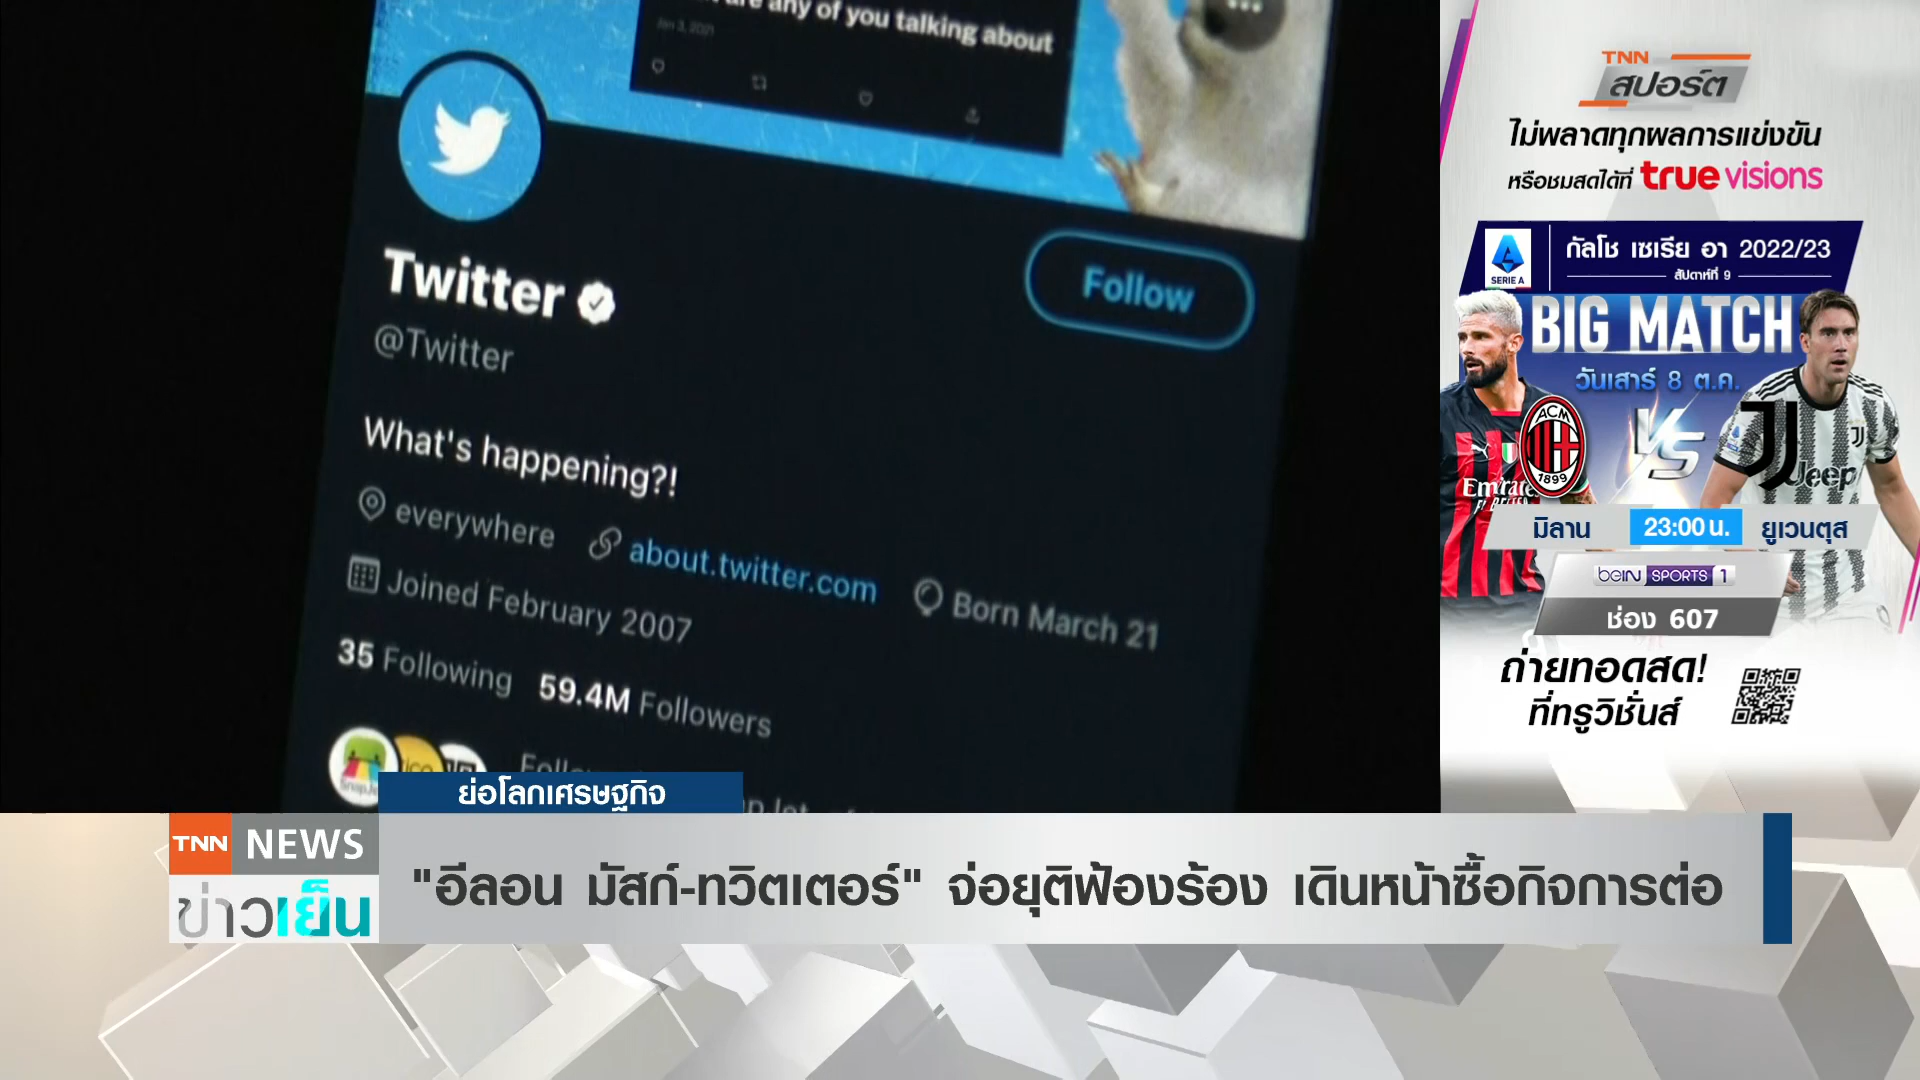 are any of you talking about
Jan 3, 2021
Twitter
@Twitter
Follow
What's happening?!
everywhere
about.twitter.com
Born March 21
Joined February 2007
35 Following
59.4M Followers
ย่อโลกเศรษฐกิจ
TNN NEWS
ข่าวเย็น
"อีลอน มัสก์-ทวิตเตอร์" จ่อยุติฟ้องร้อง เดินหน้าซื้อกิจการต่อ
TNN
สปอร์ต
ไม่พลาดทุกผลการแข่งขัน
หรือชมสดได้ที่ true visions
SERIE A
กัลโช เซเรีย อา 2022/23
สัปดาห์ที่ 9
BIG MATCH
วันเสาร์ 8 ต.ค.
ACM
1899
VS
Jeep
มิลาน
23:00 น.
ยูเวนตุส
beIN SPORTS 1
ช่อง 607
ถ่ายทอดสด!
ที่ทรูวิชั่นส์